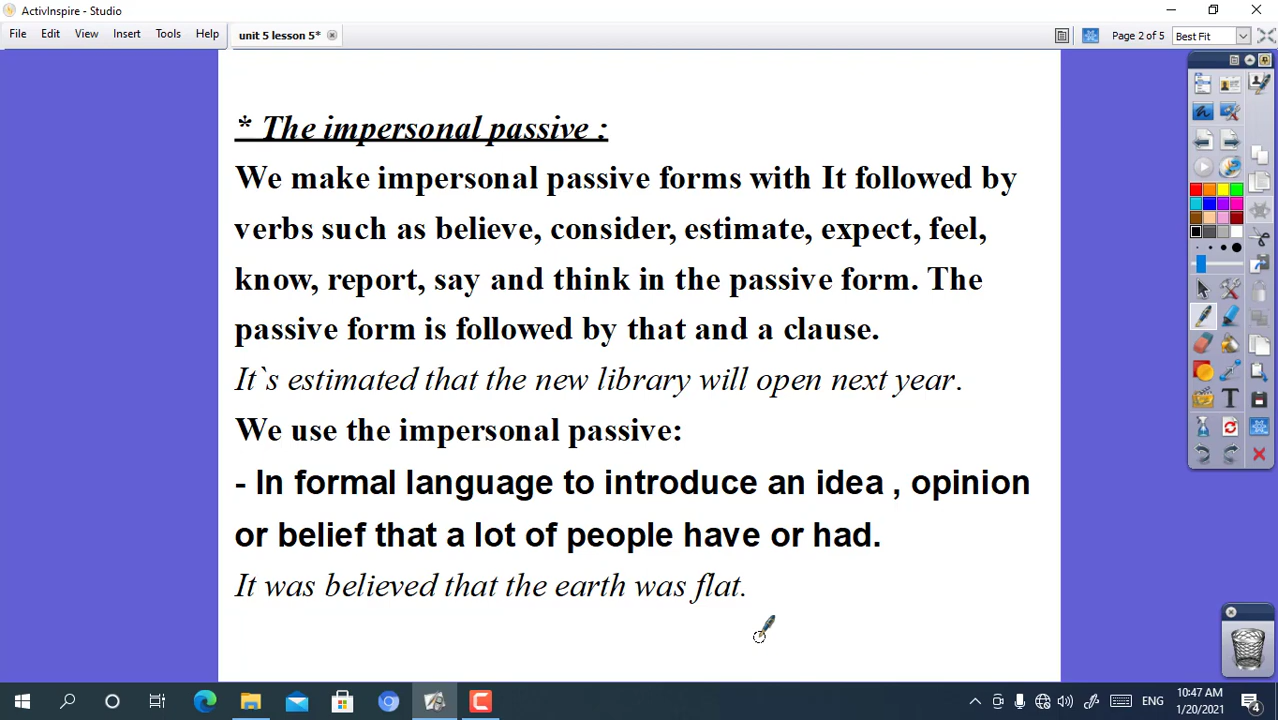 ActivInspire - Studio
File Edit View Insert Tools Help unit 5 lesson 5* Page 2 of 5 Best Fit
* The impersonal passive :
We make impersonal passive forms with It followed by
verbs such as believe, consider, estimate, expect, feel,
know, report, say and think in the passive form. The
passive form is followed by that and a clause.
It`s estimated that the new library will open next year.
We use the impersonal passive:
- In formal language to introduce an idea , opinion
or belief that a lot of people have or had.
It was believed that the earth was flat.
ENG 10:47 AM
1/20/2021 4